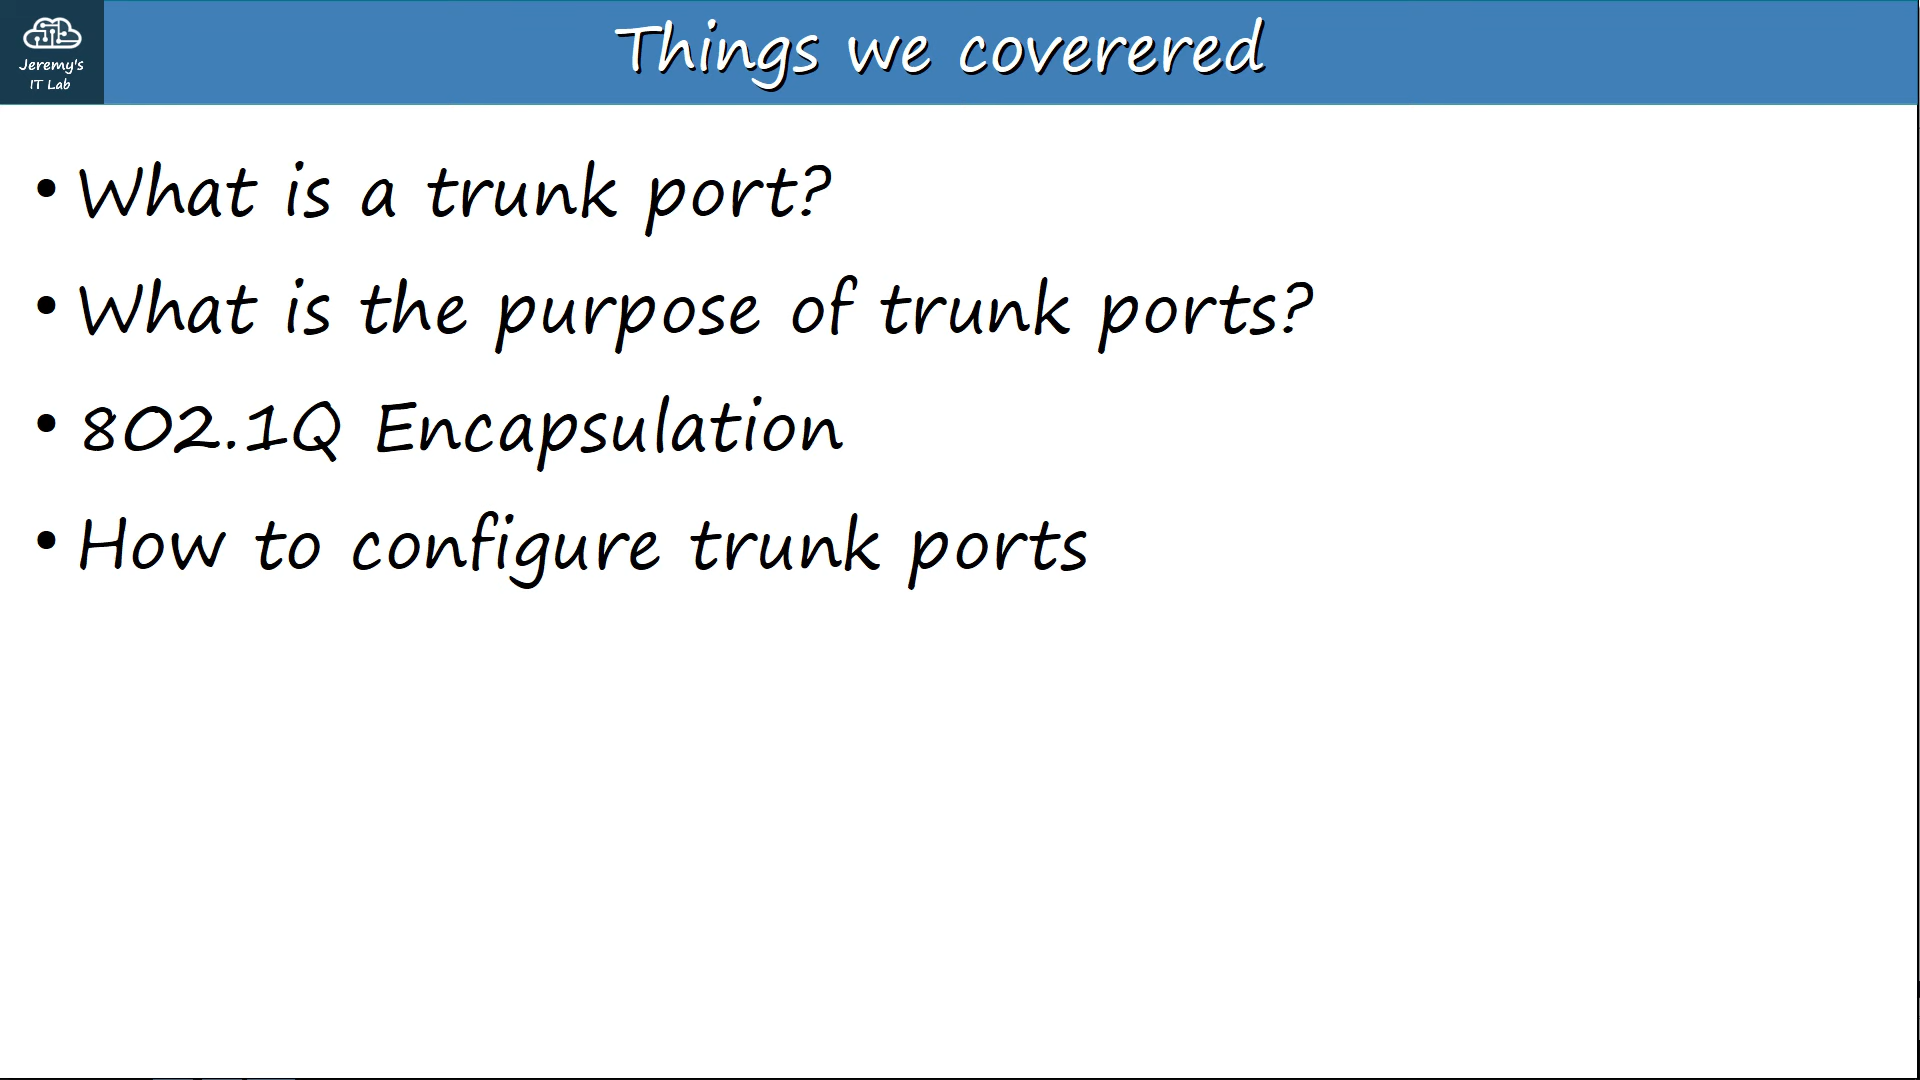 Jeremy's
IT Lab
Things we coverered
• What is a trunk port?
• What is the purpose of trunk ports?
• 802.1Q Encapsulation
• How to configure trunk ports